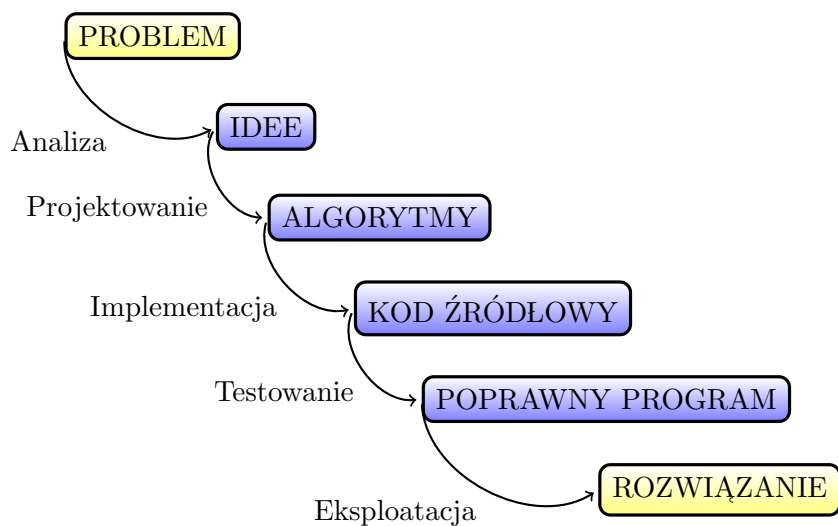 PROBLEM
Analiza
IDEE
Projektowanie
ALGORYTMY
Implementacja
KOD ŹRÓDŁOWY
Testowanie
POPRAWNY PROGRAM
Eksploatacja
ROZWIĄZANIE